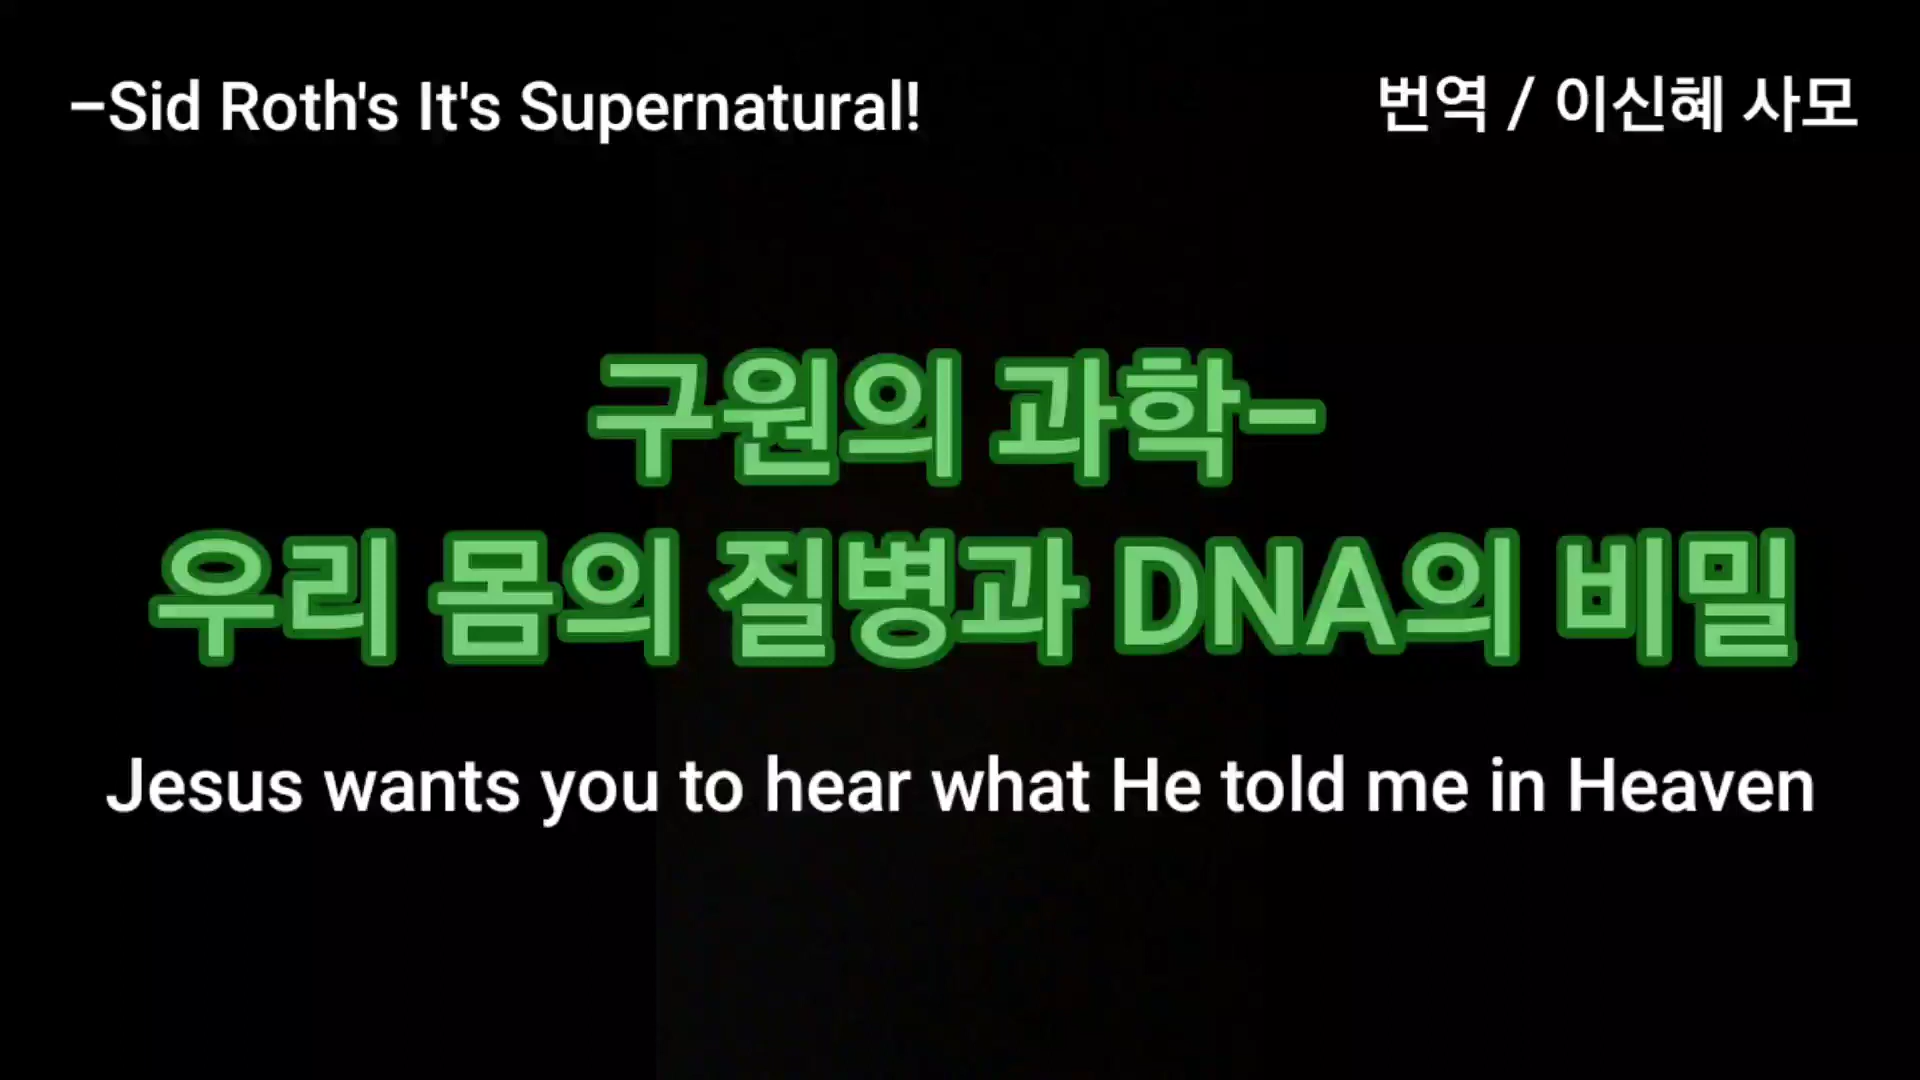 –Sid Roth's It's Supernatural!
번역 / 이신혜 사모
구원의 과학–
우리 몸의 질병과 DNA의 비밀
Jesus wants you to hear what He told me in Heaven